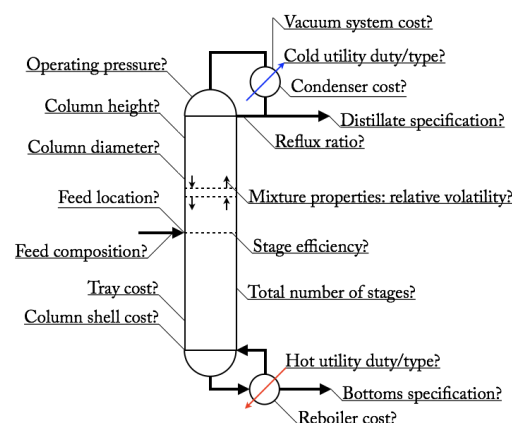 Vacuum system cost?
Cold utility duty/type?
Operating pressure?
Condenser cost?
Column height?
Distillate specification?
Reflux ratio?
Column diameter?
Feed location?
Mixture properties: relative volatility?
Feed composition?
Stage efficiency?
Tray cost?
Total number of stages?
Column shell cost?
Hot utility duty/type?
Bottoms specification?
Reboiler cost?